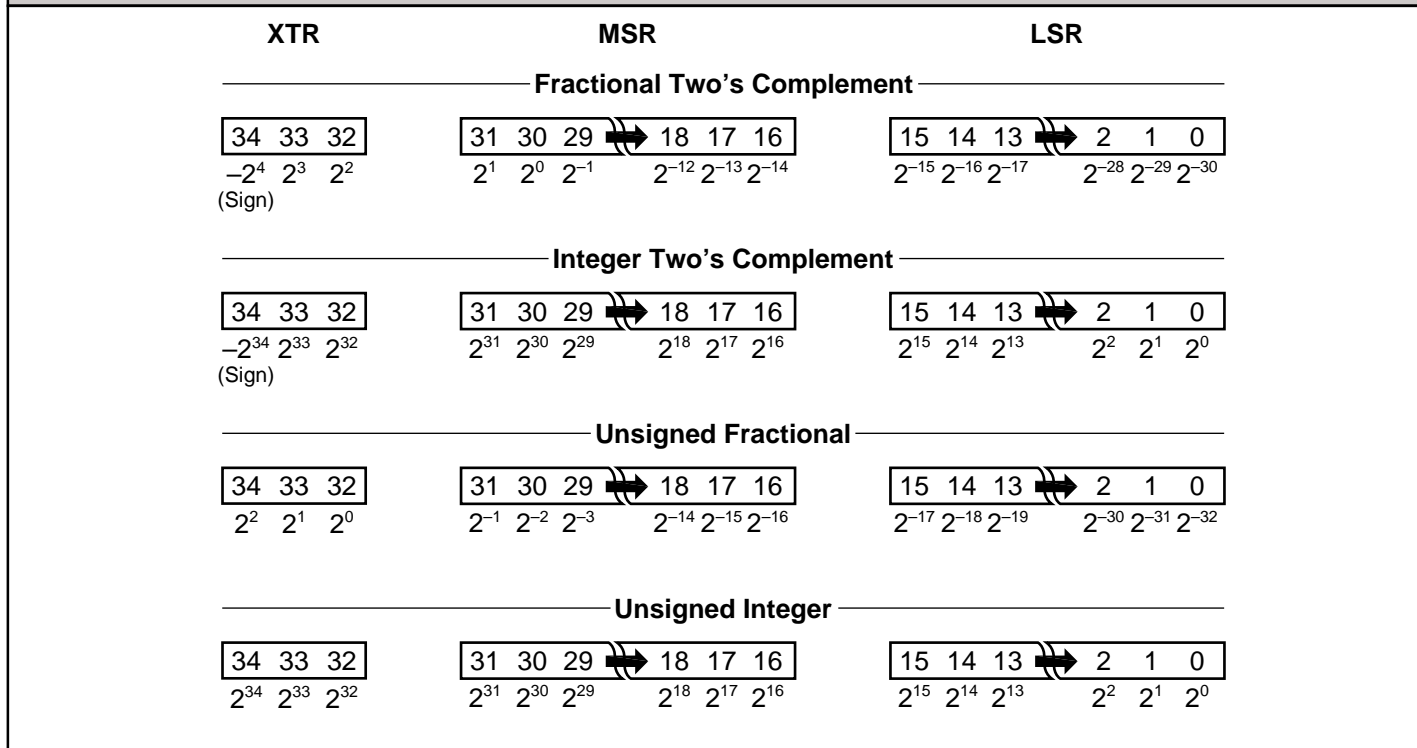 XTR MSR LSR
Fractional Two’s Complement
34 33 32 31 30 29 18 17 16 15 14 13 2 1 0
–2⁴ 2³ 2² 2¹ 2⁰ 2⁻¹ 2⁻¹² 2⁻¹³ 2⁻¹⁴ 2⁻¹⁵ 2⁻¹⁶ 2⁻¹⁷ 2⁻²⁸ 2⁻²⁹ 2⁻³⁰
(Sign)
Integer Two’s Complement
34 33 32 31 30 29 18 17 16 15 14 13 2 1 0
–2³⁴ 2³³ 2³² 2³¹ 2³⁰ 2²⁹ 2¹⁸ 2¹⁷ 2¹⁶ 2¹⁵ 2¹⁴ 2¹³ 2² 2¹ 2⁰
(Sign)
Unsigned Fractional
34 33 32 31 30 29 18 17 16 15 14 13 2 1 0
2² 2¹ 2⁰ 2⁻¹ 2⁻² 2⁻³ 2⁻¹⁴ 2⁻¹⁵ 2⁻¹⁶ 2⁻¹⁷ 2⁻¹⁸ 2⁻¹⁹ 2⁻³⁰ 2⁻³¹ 2⁻³²
Unsigned Integer
34 33 32 31 30 29 18 17 16 15 14 13 2 1 0
2³⁴ 2³³ 2³² 2³¹ 2³⁰ 2²⁹ 2¹⁸ 2¹⁷ 2¹⁶ 2¹⁵ 2¹⁴ 2¹³ 2² 2¹ 2⁰